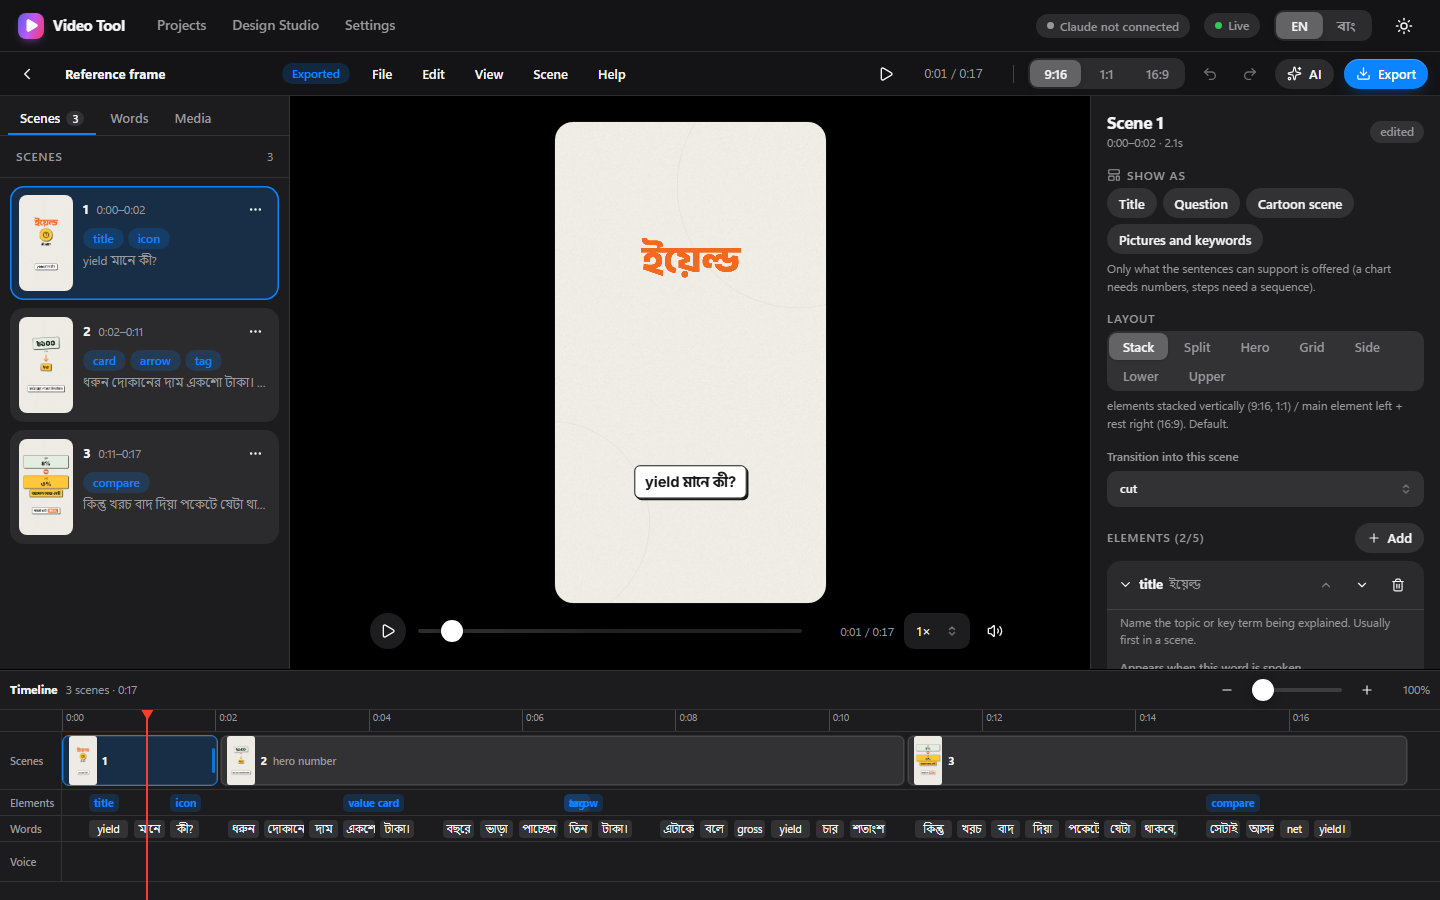 Video Tool Projects Design Studio Settings Claude not connected Live EN বাং
Reference frame Exported File Edit View Scene Help 0:01 / 0:17 9:16 1:1 16:9 AI Export
Scenes 3 Words Media
SCENES 3
1 0:00–0:02
title icon
yield মানে কী?
2 0:02–0:11
card arrow tag
ধরুন দোকানের দাম একশো টাকা। ...
3 0:11–0:17
compare
কিন্তু খরচ বাদ দিয়া পকেটে যেটা থা...
ইয়েল্ড
yield মানে কী?
0:01 / 0:17 1×
Scene 1
0:00–0:02 · 2.1s
edited
SHOW AS
Title Question Cartoon scene
Pictures and keywords
Only what the sentences can support is offered (a chart
needs numbers, steps need a sequence).
LAYOUT
Stack Split Hero Grid Side
Lower Upper
elements stacked vertically (9:16, 1:1) / main element left +
rest right (16:9). Default.
Transition into this scene
cut
ELEMENTS (2/5) Add
title ইয়েল্ড
Name the topic or key term being explained. Usually
first in a scene.
Appears when this word is spoken
Timeline 3 scenes · 0:17 100%
0:00 0:02 0:04 0:06 0:08 0:10 0:12 0:14 0:16
Scenes 1 2 hero number 3
Elements title icon value card arrow compare
Words yield মানে কী? ধরুন দোকানে দাম একশে টাকা। বছরে ভাড়া পাচ্ছেন তিন টাকা। এটাকে বলে gross yield চার শতাংশ কিন্তু খরচ বাদ দিয়া পকেটে যেটা থাকবে, সেটাই আসল net yield।
Voice